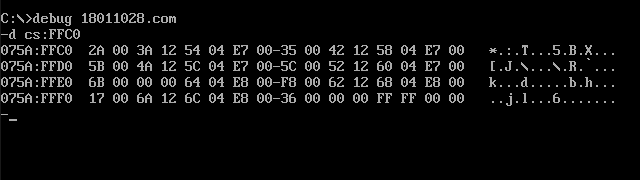 C:\>debug 18011028.com
-d cs:FFC0
075A:FFC0  2A 00 3A 12 54 04 E7 00-35 00 42 12 58 04 E7 00   *.:.T...5.B.X...
075A:FFD0  5B 00 4A 12 5C 04 E7 00-5C 00 52 12 60 04 E7 00   [.J.\...\.R.`...
075A:FFE0  6B 00 00 00 64 04 E8 00-F8 00 62 12 68 04 E8 00   k...d.....b.h...
075A:FFF0  17 00 6A 12 6C 04 E8 00-36 00 00 00 FF FF 00 00   ..j.l...6.......
-_